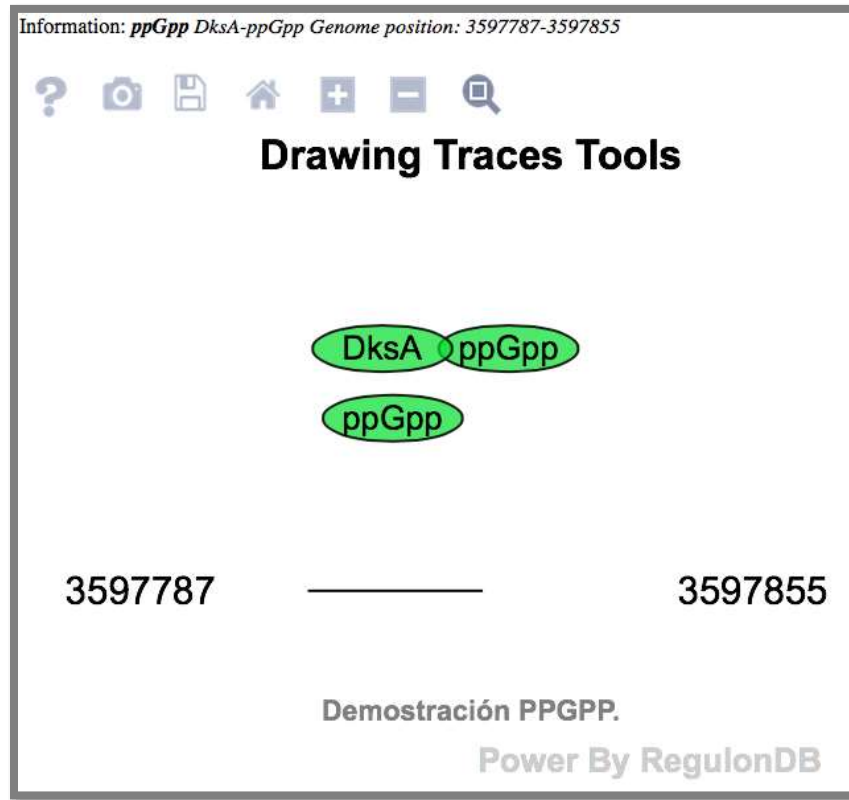 Information: ppGpp DksA-ppGpp Genome position: 3597787-3597855
Drawing Traces Tools
DksA ppGpp
ppGpp
3597787 3597855
Demostración PPGPP.
Power By RegulonDB